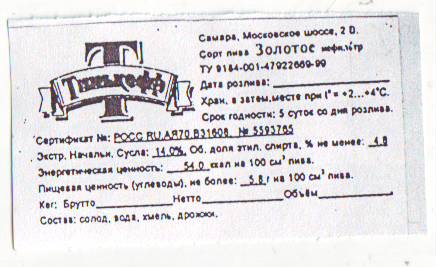 Самара, Московское шоссе, 2 D.
Сорт пива Золотое нефильтр
ТУ 9184-001-47922669-99
Т
Тинькофф
Дата розлива:
Хран. в затем.месте при t° = +2...+4°C.
Срок годности: 5 суток со дня розлива.
Сертификат №: РОСС RU.АЯ70.В31608, № 5593765
Экстр. Начальн. Сусла: 14.0%, Об. доля этил. спирта, % не менее: 4.8
Энергетическая ценность: 54.0 ккал на 100 см³ пива.
Пищевая ценность (углеводы), не более: 5.8 г на 100 см³ пива.
Кег: Брутто Нетто Объём
Состав: солод, вода, хмель, дрожжи.